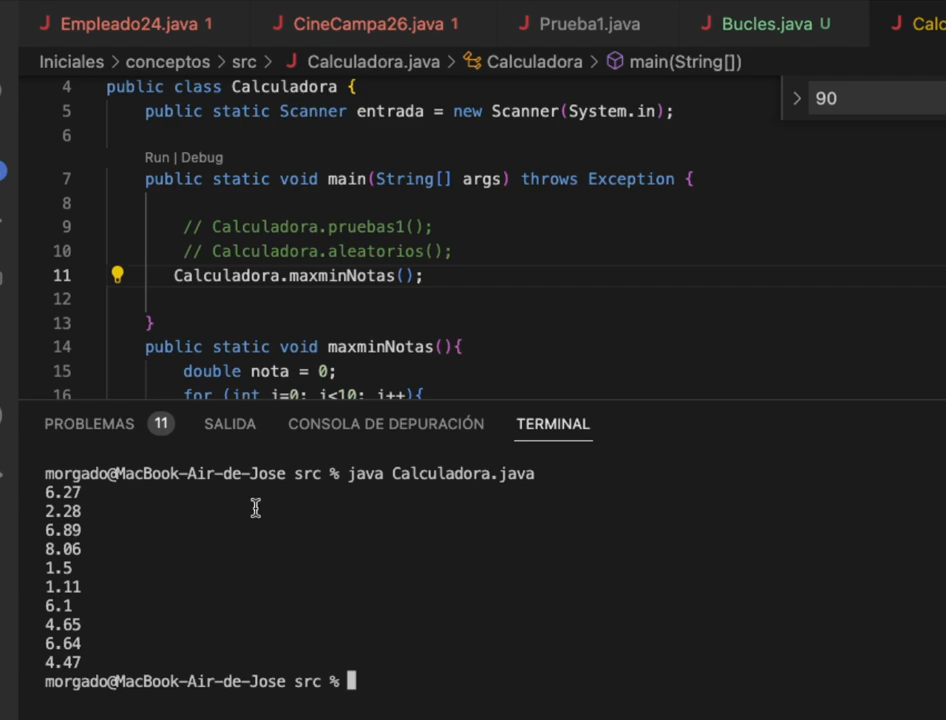 Empleado24.java 1 CineCampa26.java 1 Prueba1.java Bucles.java U Calc
Iniciales > conceptos > src > Calculadora.java > Calculadora > main(String[])
90
4 public class Calculadora {
5 public static Scanner entrada = new Scanner(System.in);
6
Run | Debug
7 public static void main(String[] args) throws Exception {
8
9 // Calculadora.pruebas1();
10 // Calculadora.aleatorios();
11 Calculadora.maxminNotas();
12
13 }
14 public static void maxminNotas(){
15 double nota = 0;
16 for (int i=0; i<10; i++){
PROBLEMAS 11 SALIDA CONSOLA DE DEPURACIÓN TERMINAL
morgado@MacBook-Air-de-Jose src % java Calculadora.java
6.27
2.28
6.89
8.06
1.5
1.11
6.1
4.65
6.64
4.47
morgado@MacBook-Air-de-Jose src %